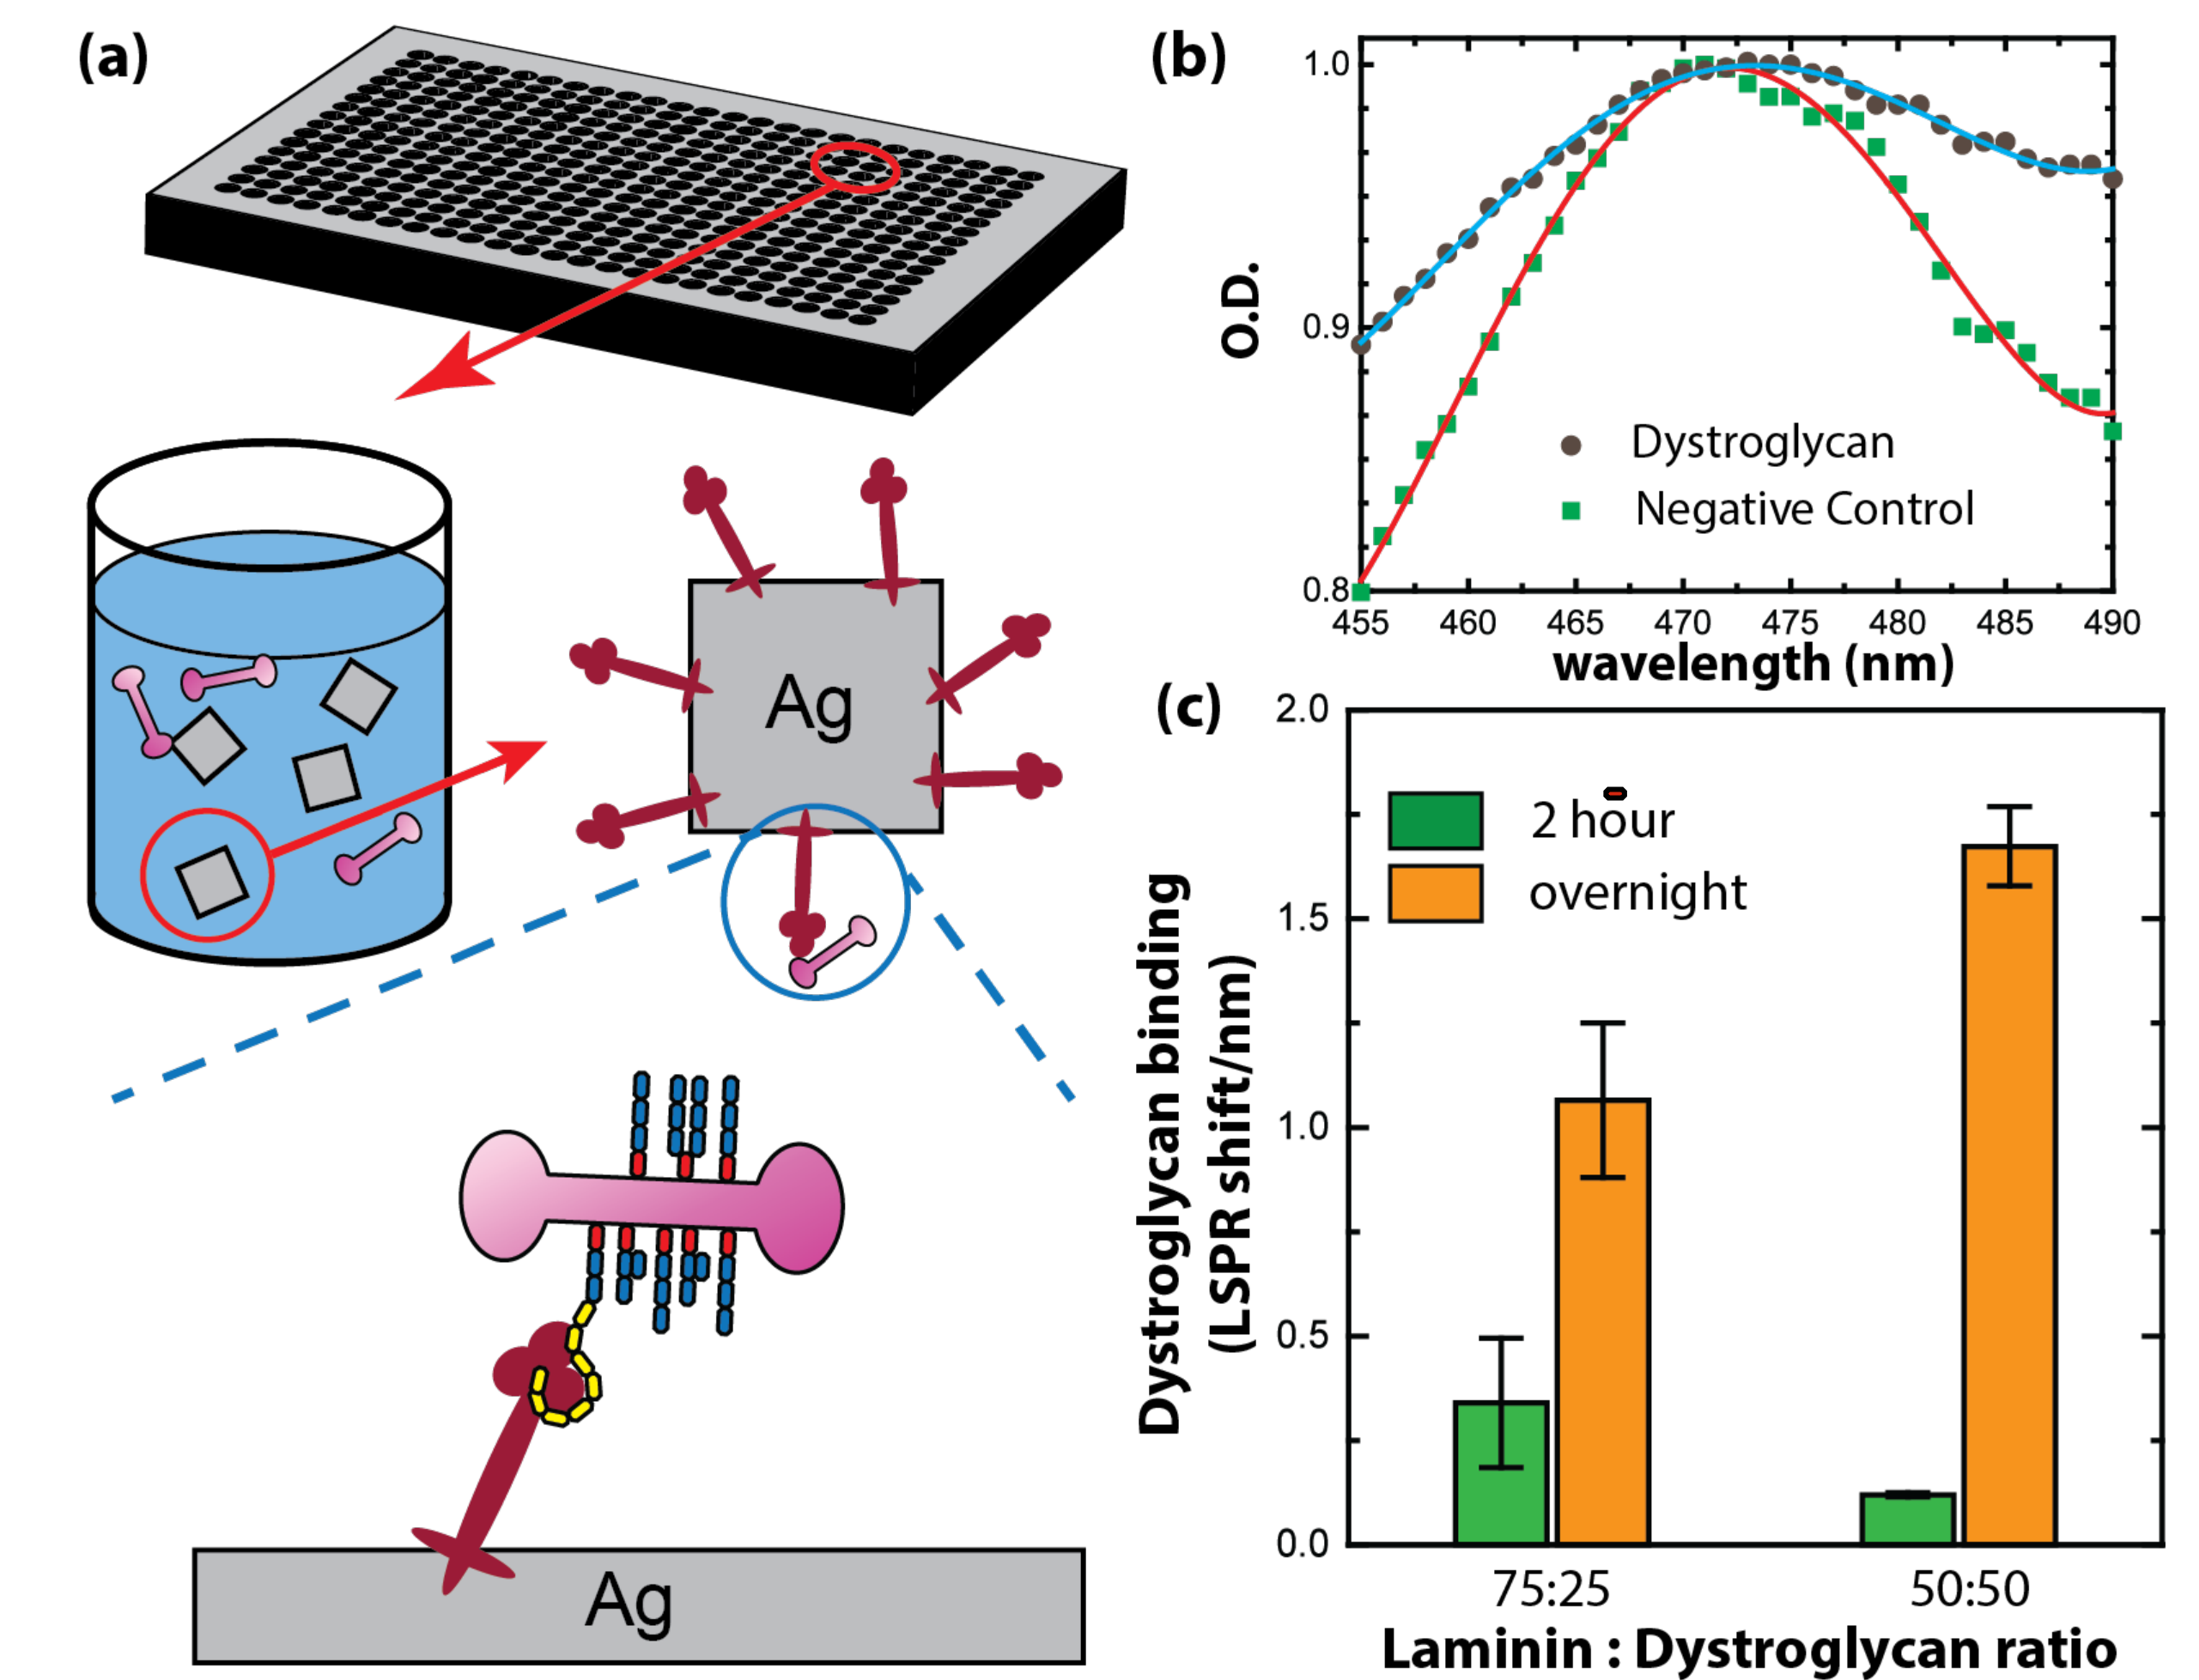 (a)
Ag
Ag
(b)
O.D.
1.0
0.9
0.8
Dystroglycan
Negative Control
455 460 465 470 475 480 485 490
wavelength (nm)
(c)
Dystroglycan binding
(LSPR shift/nm)
2.0
1.5
1.0
0.5
0.0
2 hour
overnight
75:25 50:50
Laminin : Dystroglycan ratio